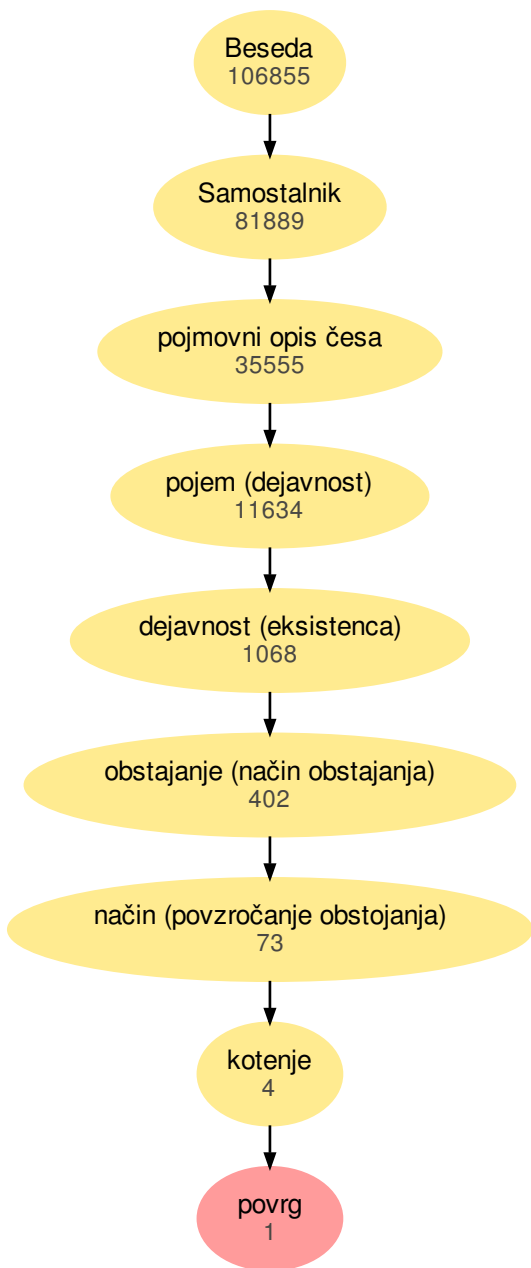 Beseda
106855
Samostalnik
81889
pojmovni opis česa
35555
pojem (dejavnost)
11634
dejavnost (eksistenca)
1068
obstajanje (način obstajanja)
402
način (povzročanje obstojanja)
73
kotenje
4
povrg
1